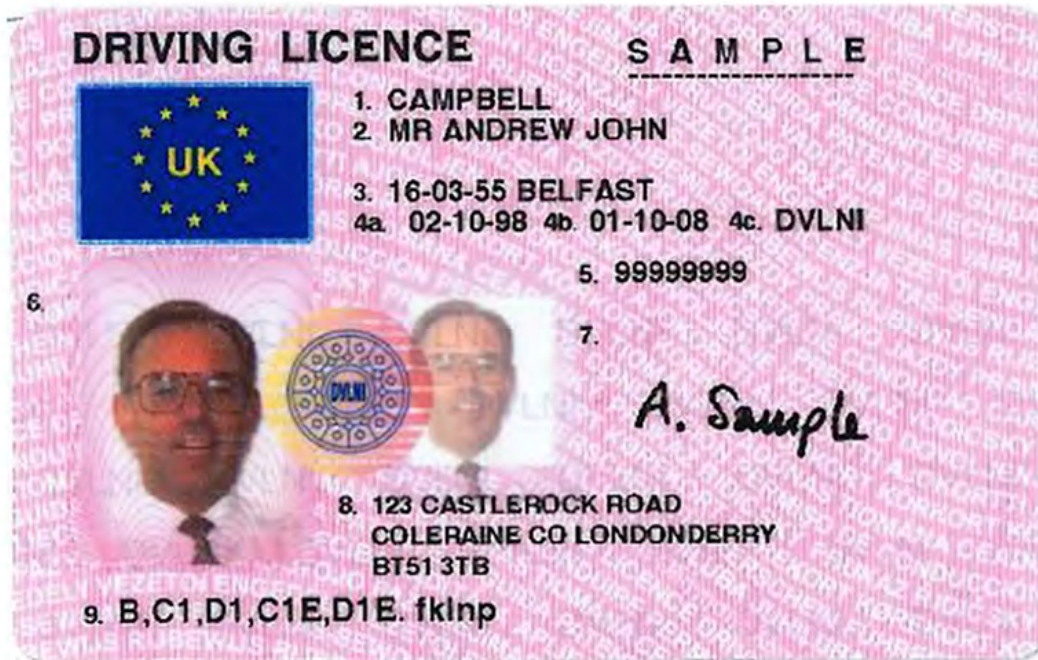 DRIVING LICENCE
S A M P L E
UK
1. CAMPBELL
2. MR ANDREW JOHN
3. 16-03-55 BELFAST
4a. 02-10-98 4b. 01-10-08 4c. DVLNI
5. 99999999
6.
7.
DVLNI
A. Sample
8. 123 CASTLEROCK ROAD
COLERAINE CO LONDONDERRY
BT51 3TB
9. B,C1,D1,C1E,D1E. fklnp